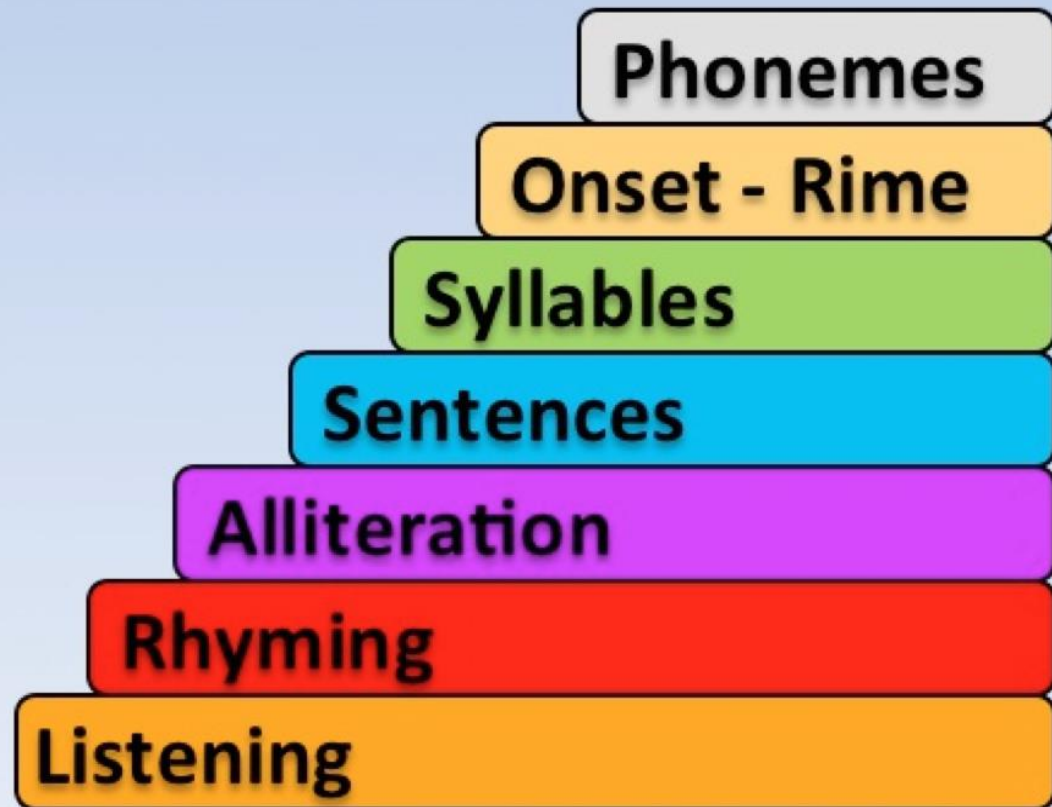 Phonemes
Onset - Rime
Syllables
Sentences
Alliteration
Rhyming
Listening